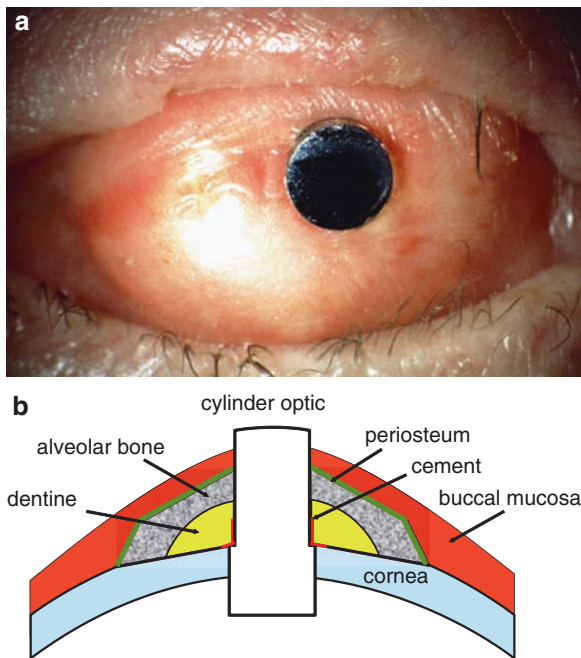 a
b
cylinder optic
alveolar bone
periosteum
cement
dentine
buccal mucosa
cornea